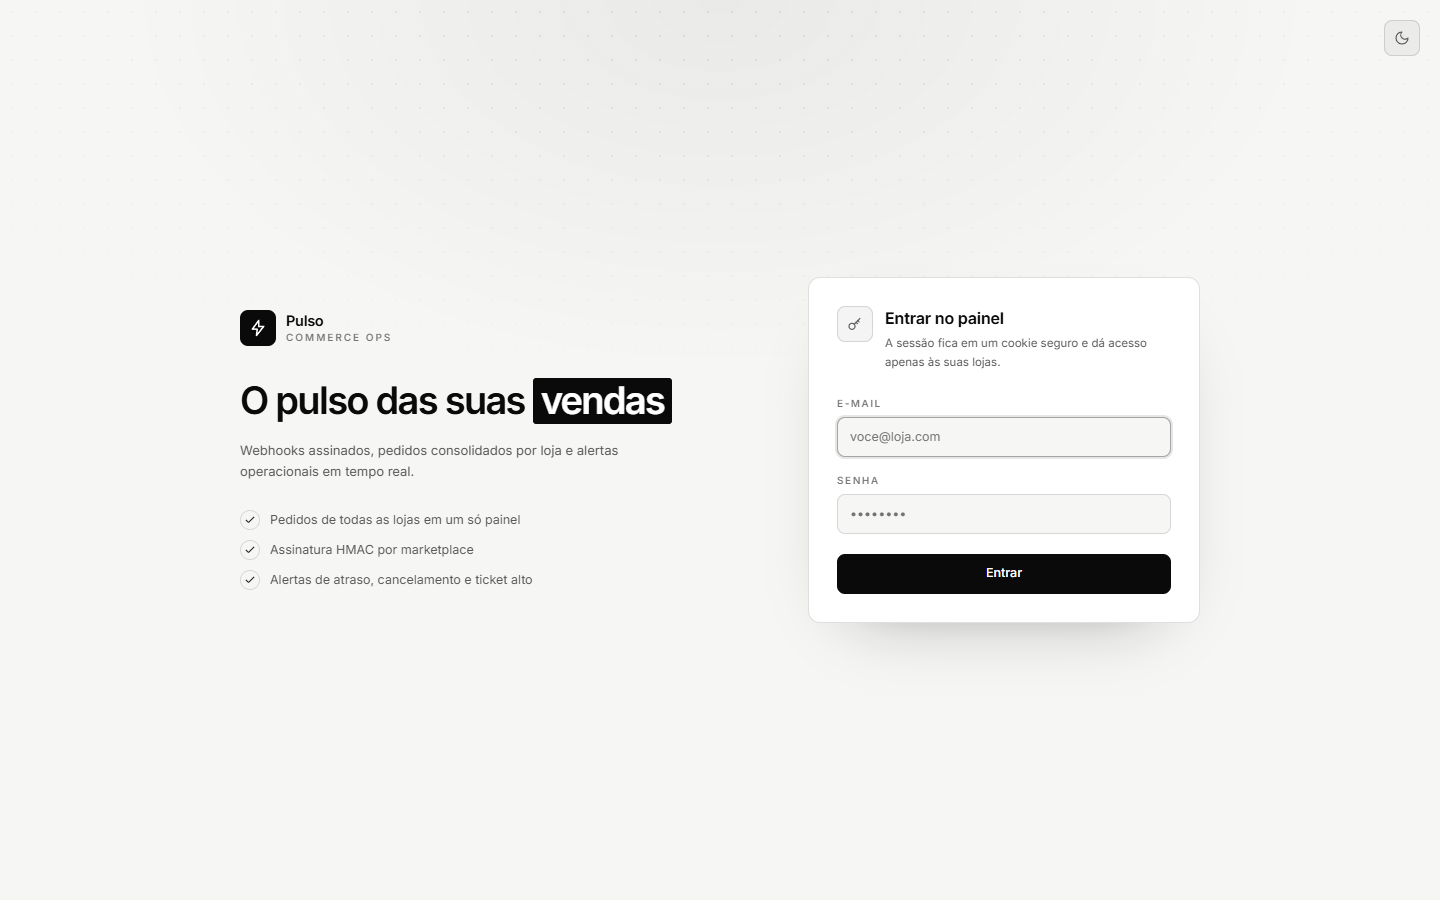 Pulso
COMMERCE OPS
O pulso das suas vendas
Webhooks assinados, pedidos consolidados por loja e alertas
operacionais em tempo real.
Pedidos de todas as lojas em um só painel
Assinatura HMAC por marketplace
Alertas de atraso, cancelamento e ticket alto
Entrar no painel
A sessão fica em um cookie seguro e dá acesso
apenas às suas lojas.
E-MAIL
voce@loja.com
SENHA
••••••••
Entrar